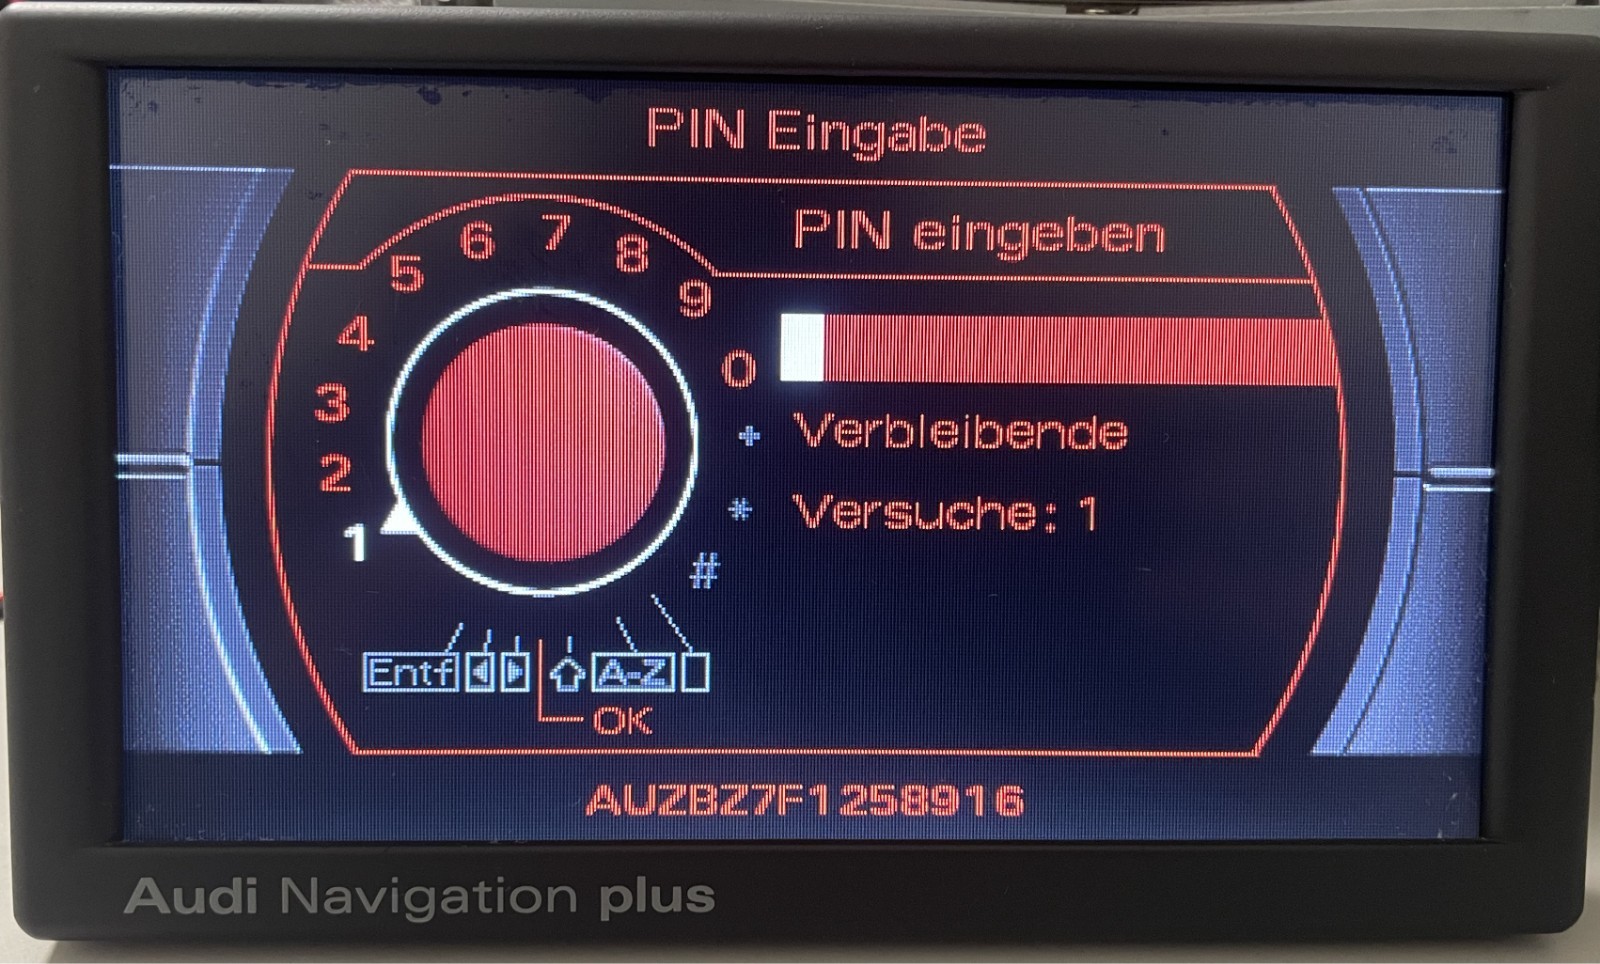 PIN Eingabe
PIN eingeben
1 2 3 4 5 6 7 8 9 0 + * #
Verbleibende
Versuche: 1
Entf A-Z
OK
AUZBZ7F1258916
Audi Navigation plus